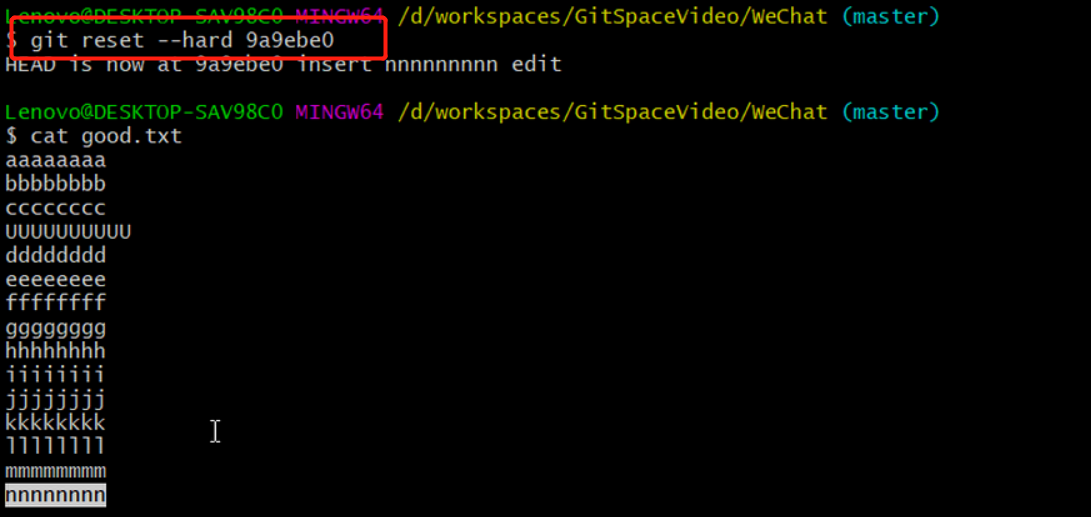 Lenovo@DESKTOP-SAV98C0 MINGW64 /d/workspaces/GitSpaceVideo/WeChat (master)
$ git reset --hard 9a9ebe0
HEAD is now at 9a9ebe0 insert nnnnnnnnn edit
Lenovo@DESKTOP-SAV98C0 MINGW64 /d/workspaces/GitSpaceVideo/WeChat (master)
$ cat good.txt
aaaaaaaa
bbbbbbbb
cccccccc
UUUUUUUUUU
dddddddd
eeeeeeee
ffffffff
gggggggg
hhhhhhhh
iiiiiiii
jjjjjjjj
kkkkkkkk
llllllll
mmmmmmmm
nnnnnnnn